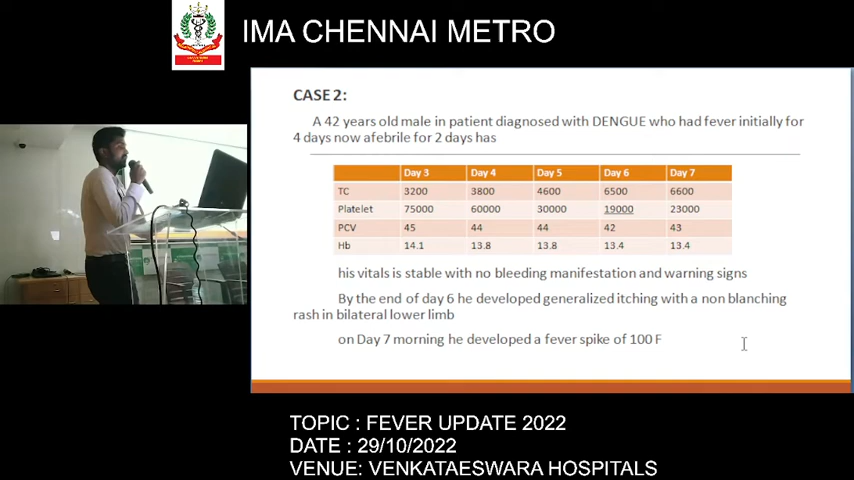 IMA CHENNAI METRO
CASE 2:
A 42 years old male in patient diagnosed with DENGUE who had fever initially for
4 days now afebrile for 2 days has
Day 3 Day 4 Day 5 Day 6 Day 7
TC 3200 3800 4600 6500 6600
Platelet 75000 60000 30000 19000 23000
PCV 45 44 44 42 43
Hb 14.1 13.8 13.8 13.4 13.4
his vitals is stable with no bleeding manifestation and warning signs
By the end of day 6 he developed generalized itching with a non blanching
rash in bilateral lower limb
on Day 7 morning he developed a fever spike of 100 F
TOPIC : FEVER UPDATE 2022
DATE : 29/10/2022
VENUE: VENKATAESWARA HOSPITALS